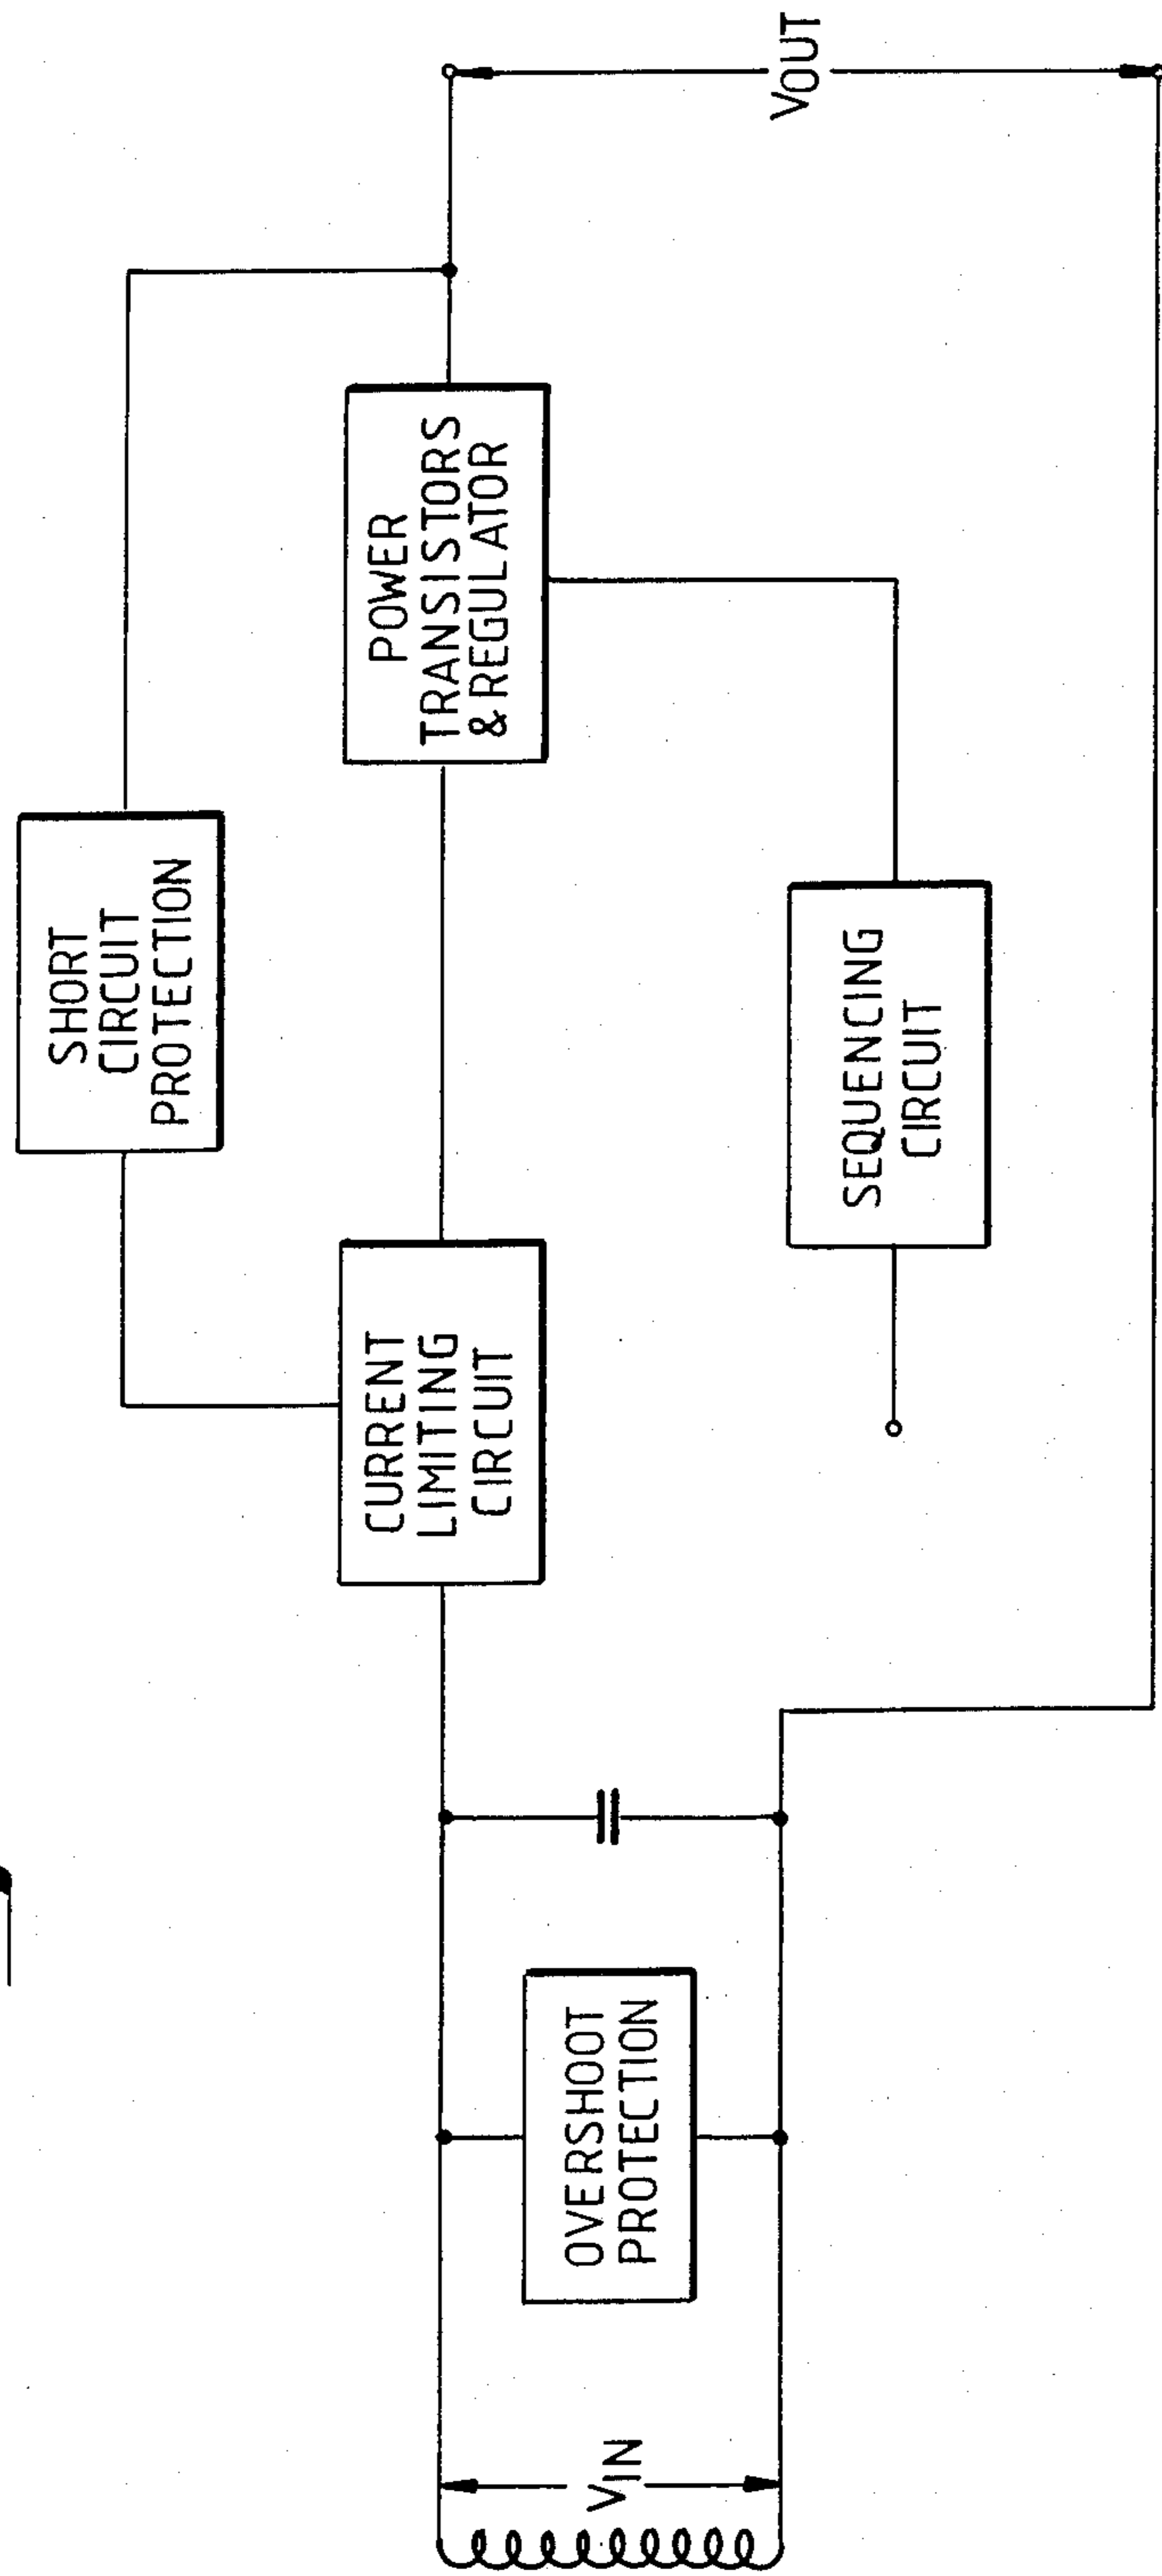 SHORT
CIRCUIT
PROTECTION
CURRENT
LIMITING
CIRCUIT
POWER
TRANSISTORS
& REGULATOR
VIN
OVERSHOOT
PROTECTION
SEQUENCING
CIRCUIT
VOUT